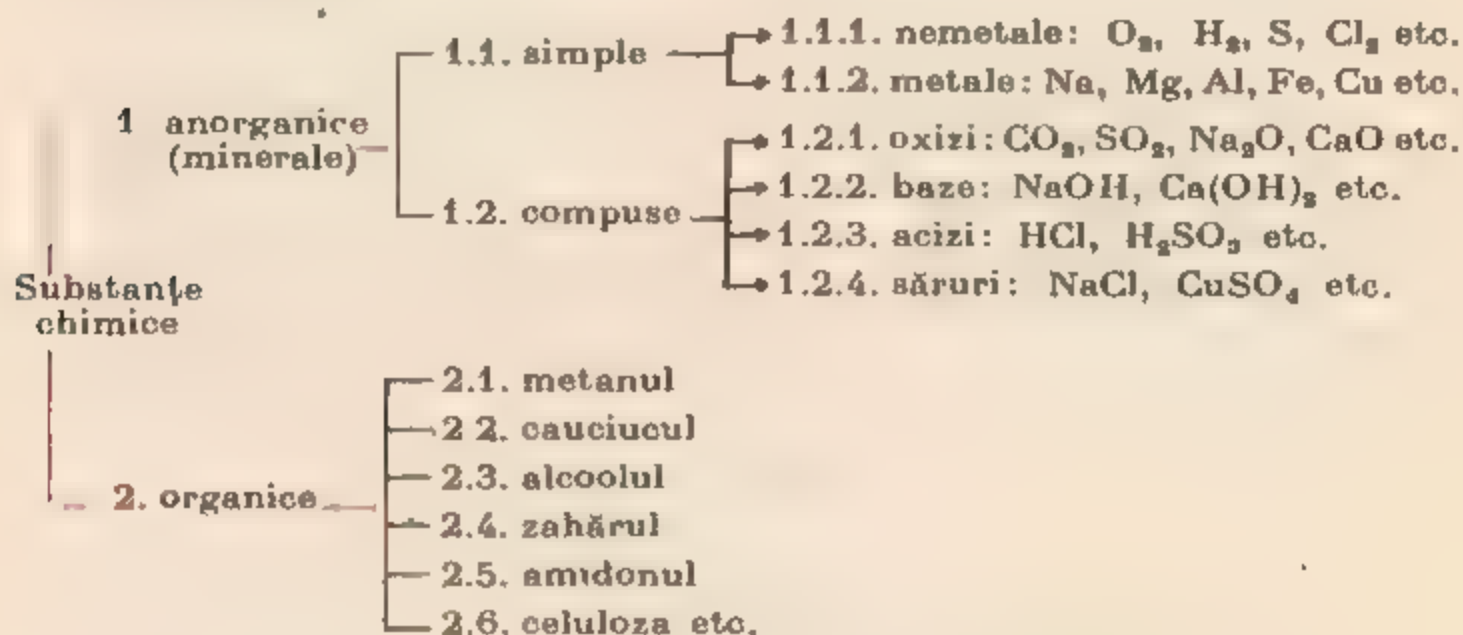 Substanţe
chimice
1 anorganice
(minerale)
1.1. simple
1.1.1. nemetale: O₂, H₂, S, Cl₂ etc.
1.1.2. metale: Na, Mg, Al, Fe, Cu etc.
1.2. compuse
1.2.1. oxizi: CO₂, SO₂, Na₂O, CaO etc.
1.2.2. baze: NaOH, Ca(OH)₂ etc.
1.2.3. acizi: HCl, H₂SO₃ etc.
1.2.4. săruri: NaCl, CuSO₄ etc.
2. organice
2.1. metanul
2 2. cauciucul
2.3. alcoolul
2.4. zahărul
2.5. amidonul
2.6. celuloza etc.